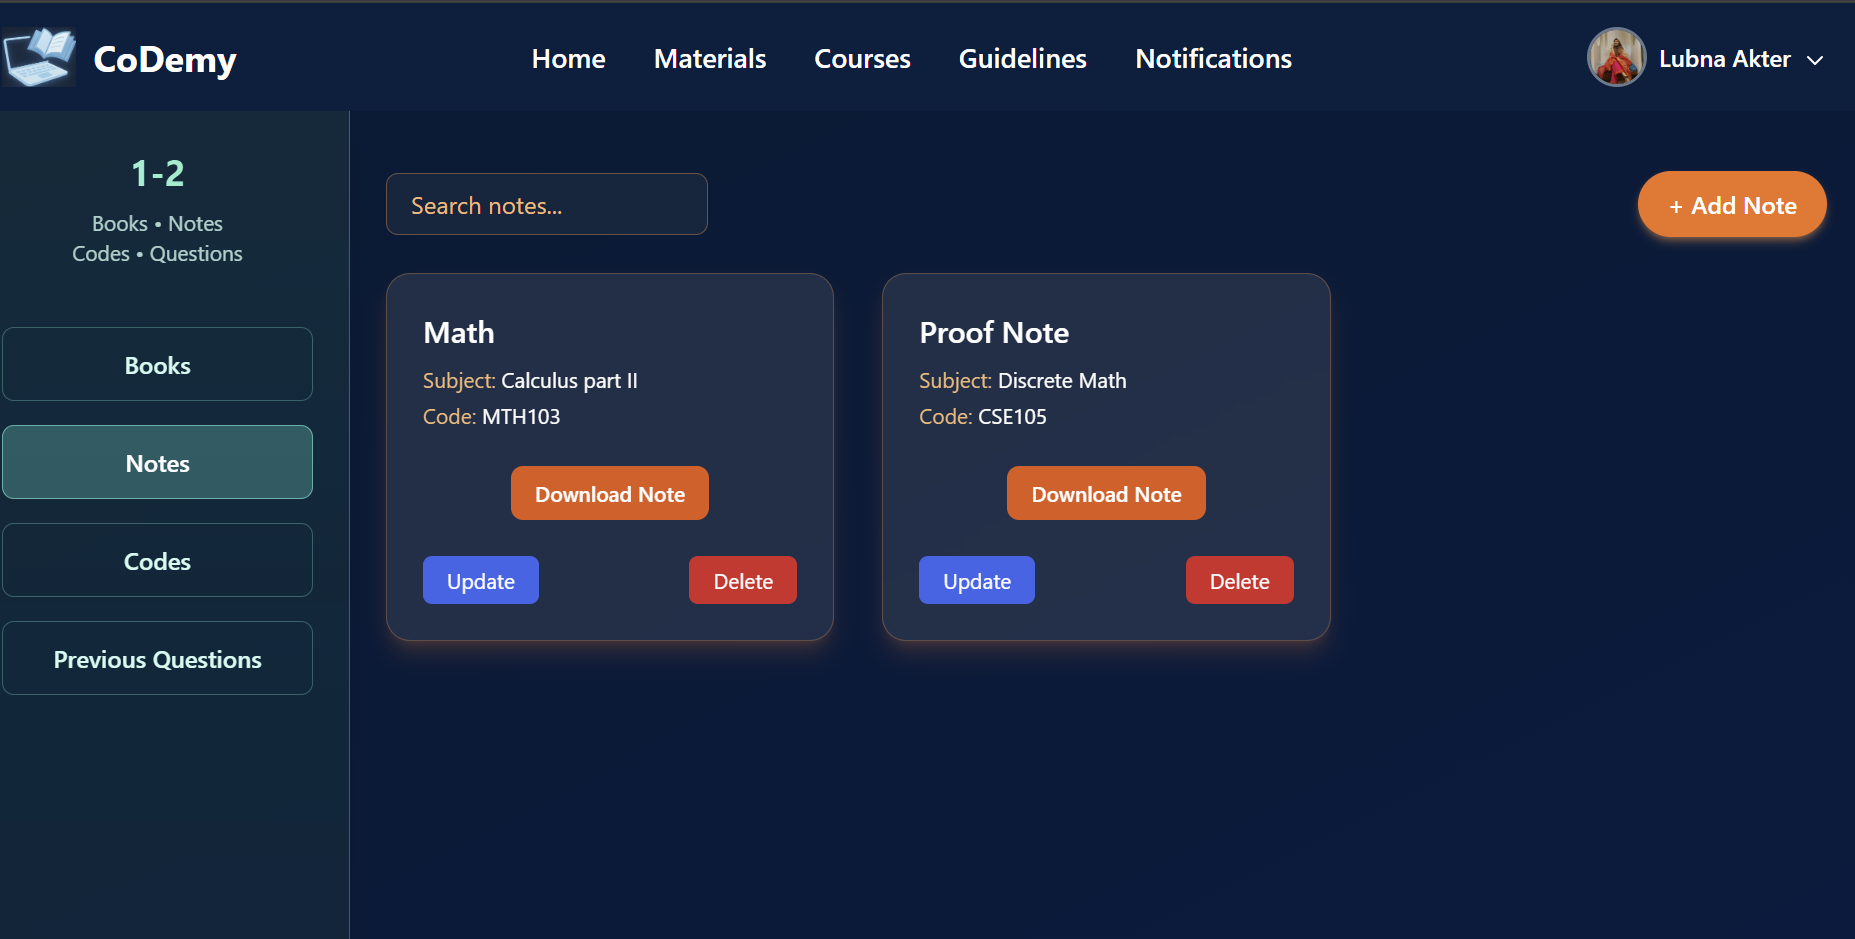 CoDemy
Home
Materials
Courses
Guidelines
Notifications
Lubna Akter
1-2
Books • Notes
Codes • Questions
Books
Notes
Codes
Previous Questions
Search notes...
+ Add Note
Math
Subject: Calculus part II
Code: MTH103
Download Note
Update
Delete
Proof Note
Subject: Discrete Math
Code: CSE105
Download Note
Update
Delete